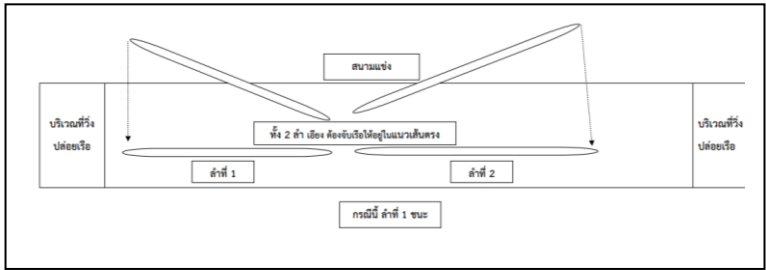 สนามแข่ง
บริเวณที่วิ่ง
ปล่อยเรือ
ทั้ง 2 ลำ เอียง ต้องจับเรือให้อยู่ในแนวเส้นตรง
บริเวณที่วิ่ง
ปล่อยเรือ
ลำที่ 1
ลำที่ 2
กรณีนี้ ลำที่ 1 ชนะ